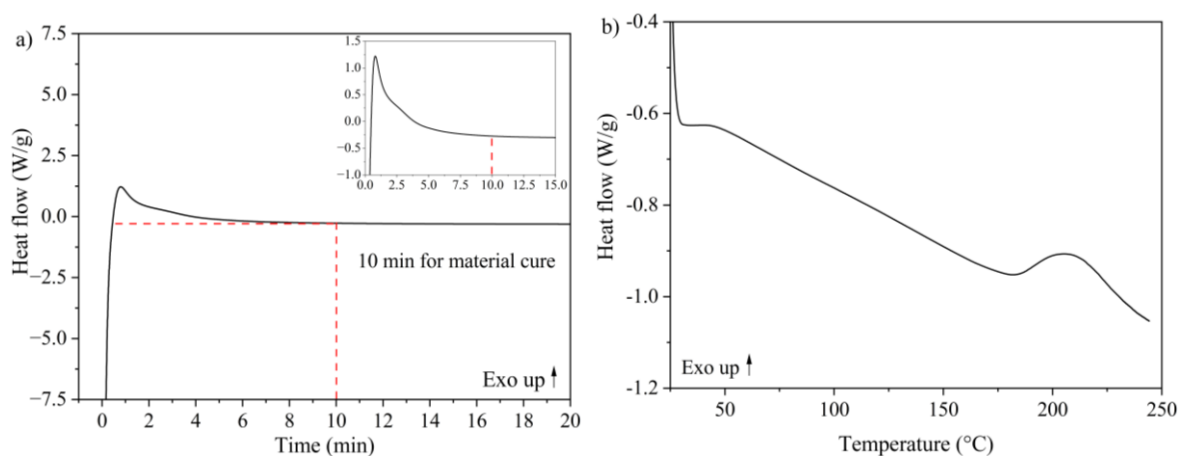 a)
7.5
5.0
2.5
0.0
−2.5
−5.0
−7.5
Heat flow (W/g)
0 2 4 6 8 10 12 14 16 18 20
Time (min)
1.5
1.0
0.5
0.0
−0.5
−1.0
0.0 2.5 5.0 7.5 10.0 12.5 15.0
10 min for material cure
Exo up ↑
b)
-0.4
-0.6
-0.8
-1.0
-1.2
Heat flow (W/g)
50 100 150 200 250
Temperature (°C)
Exo up ↑